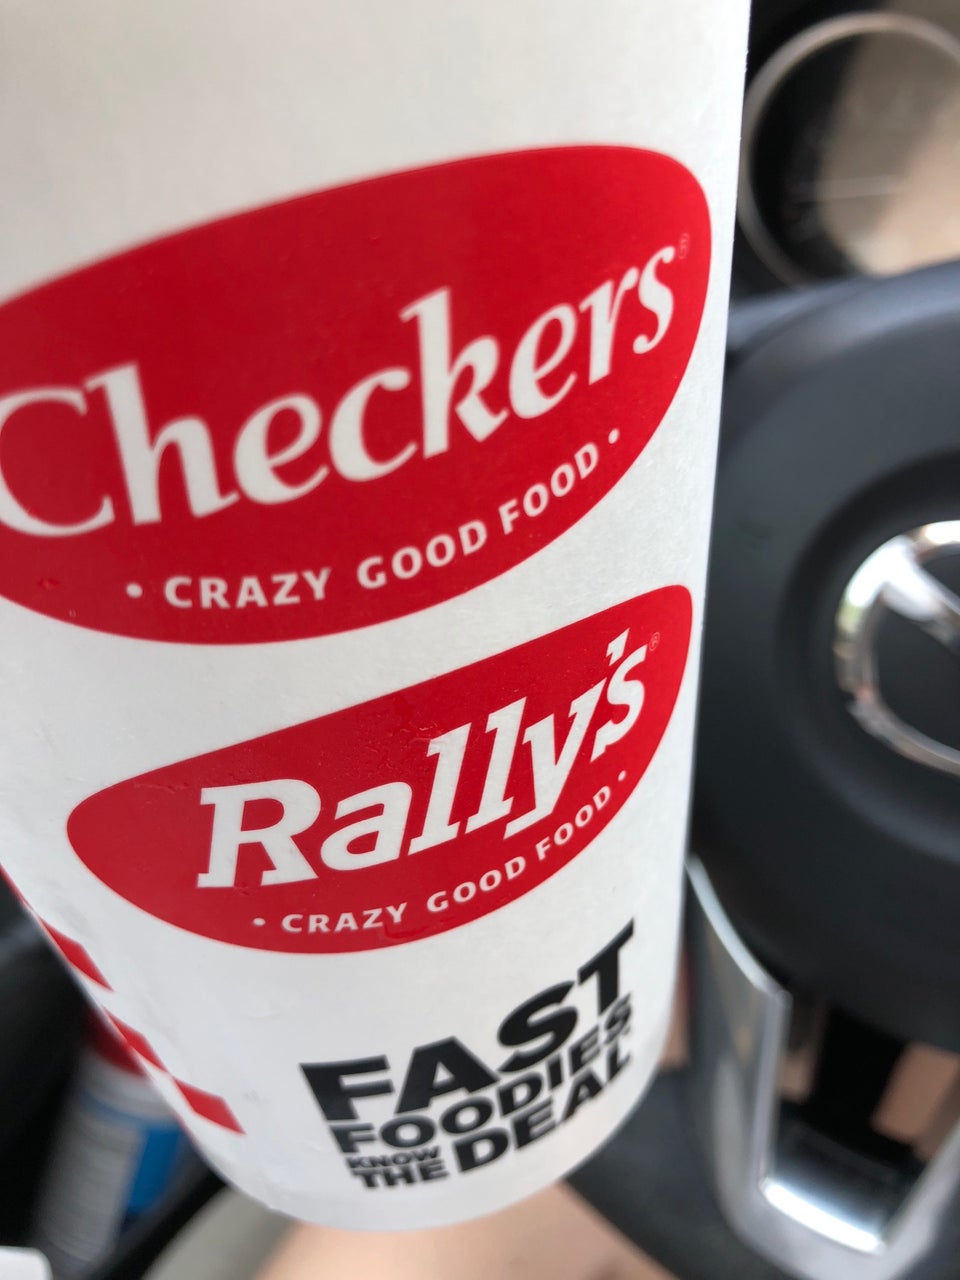 Checkers®
• CRAZY GOOD FOOD •
Rally's®
• CRAZY GOOD FOOD •
FAST
FOODIES
KNOW
THE DEAL